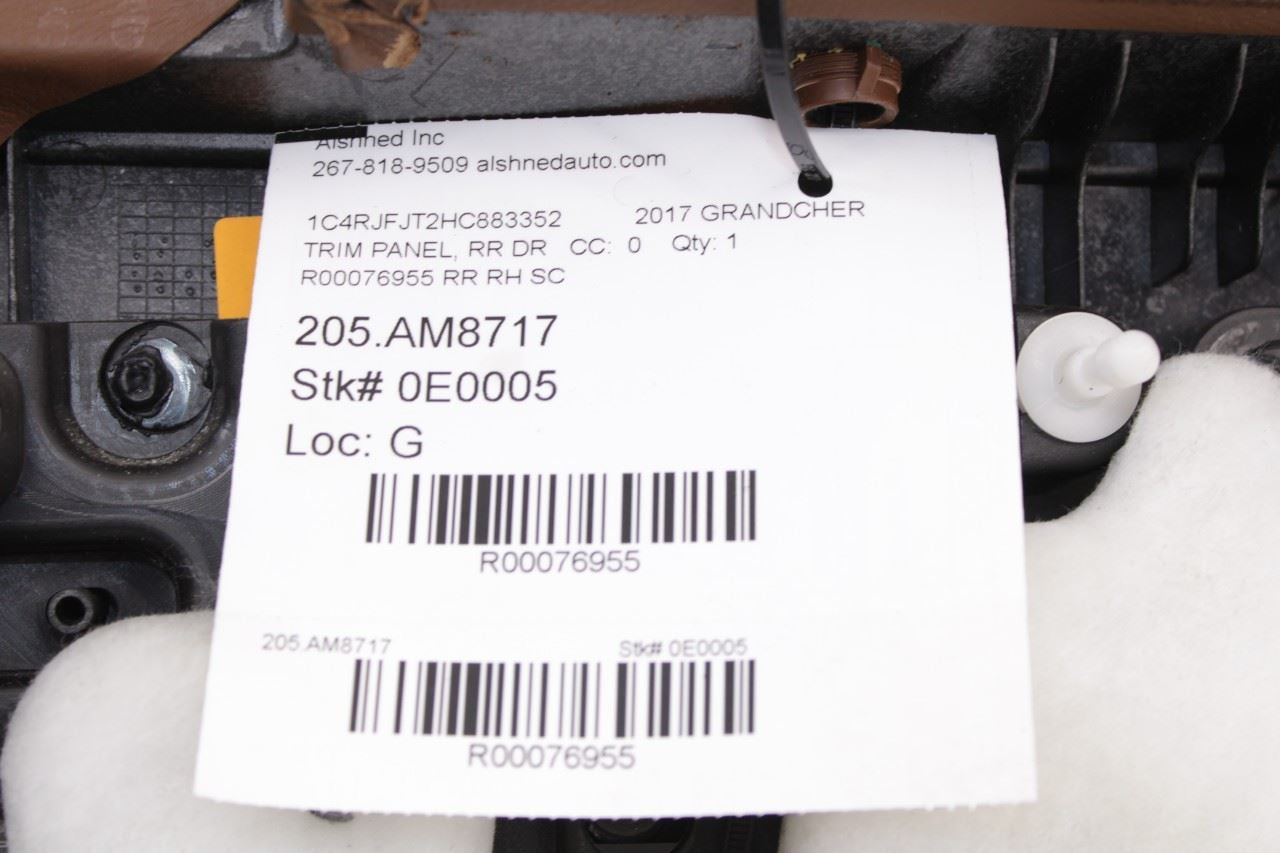 Alshned Inc
267-818-9509 alshnedauto.com
1C4RJFJT2HC883352 2017 GRANDCHER
TRIM PANEL, RR DR CC: 0 Qty: 1
R00076955 RR RH SC
205.AM8717
Stk# 0E0005
Loc: G
R00076955
205.AM8717 Stk# 0E0005
R00076955